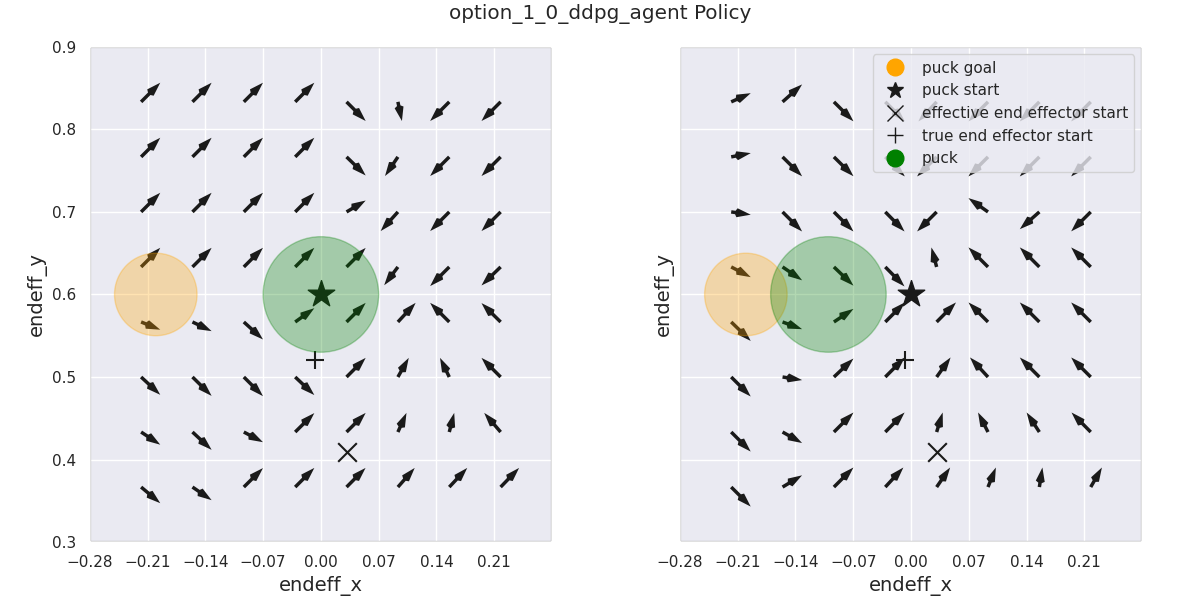 option_1_0_ddpg_agent Policy
0.9
0.8
0.7
0.6
0.5
0.4
0.3
endeff_y
−0.28 −0.21 −0.14 −0.07 0.00 0.07 0.14 0.21
endeff_x
puck goal
puck start
effective end effector start
true end effector start
puck
endeff_y
−0.28 −0.21 −0.14 −0.07 0.00 0.07 0.14 0.21
endeff_x